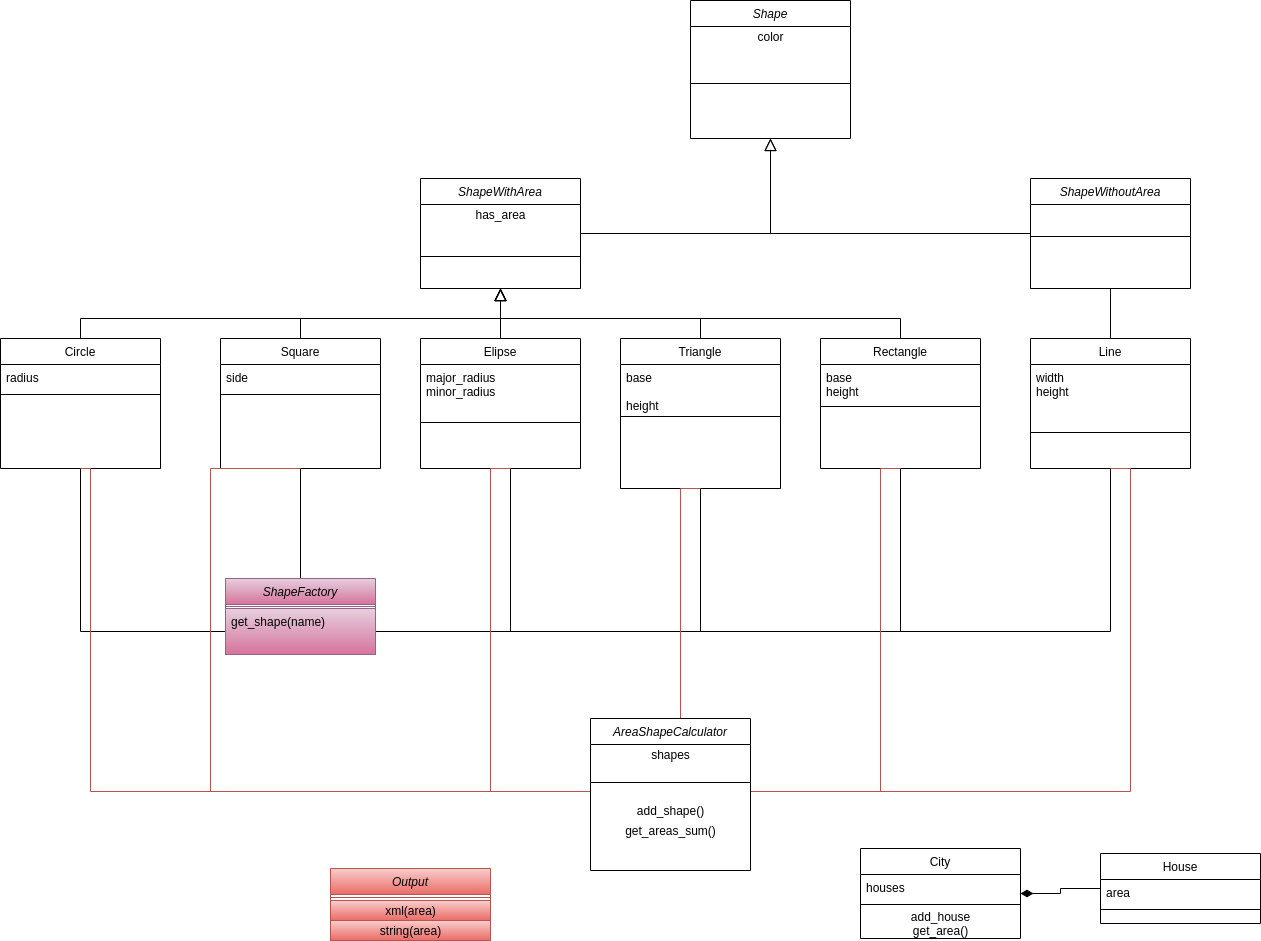 Shape
color
ShapeWithArea
has_area
ShapeWithoutArea
Circle
radius
Square
side
Elipse
major_radius
minor_radius
Triangle
base
height
Rectangle
base
height
Line
width
height
ShapeFactory
get_shape(name)
AreaShapeCalculator
shapes
add_shape()
get_areas_sum()
Output
xml(area)
string(area)
City
houses
add_house
get_area()
House
area